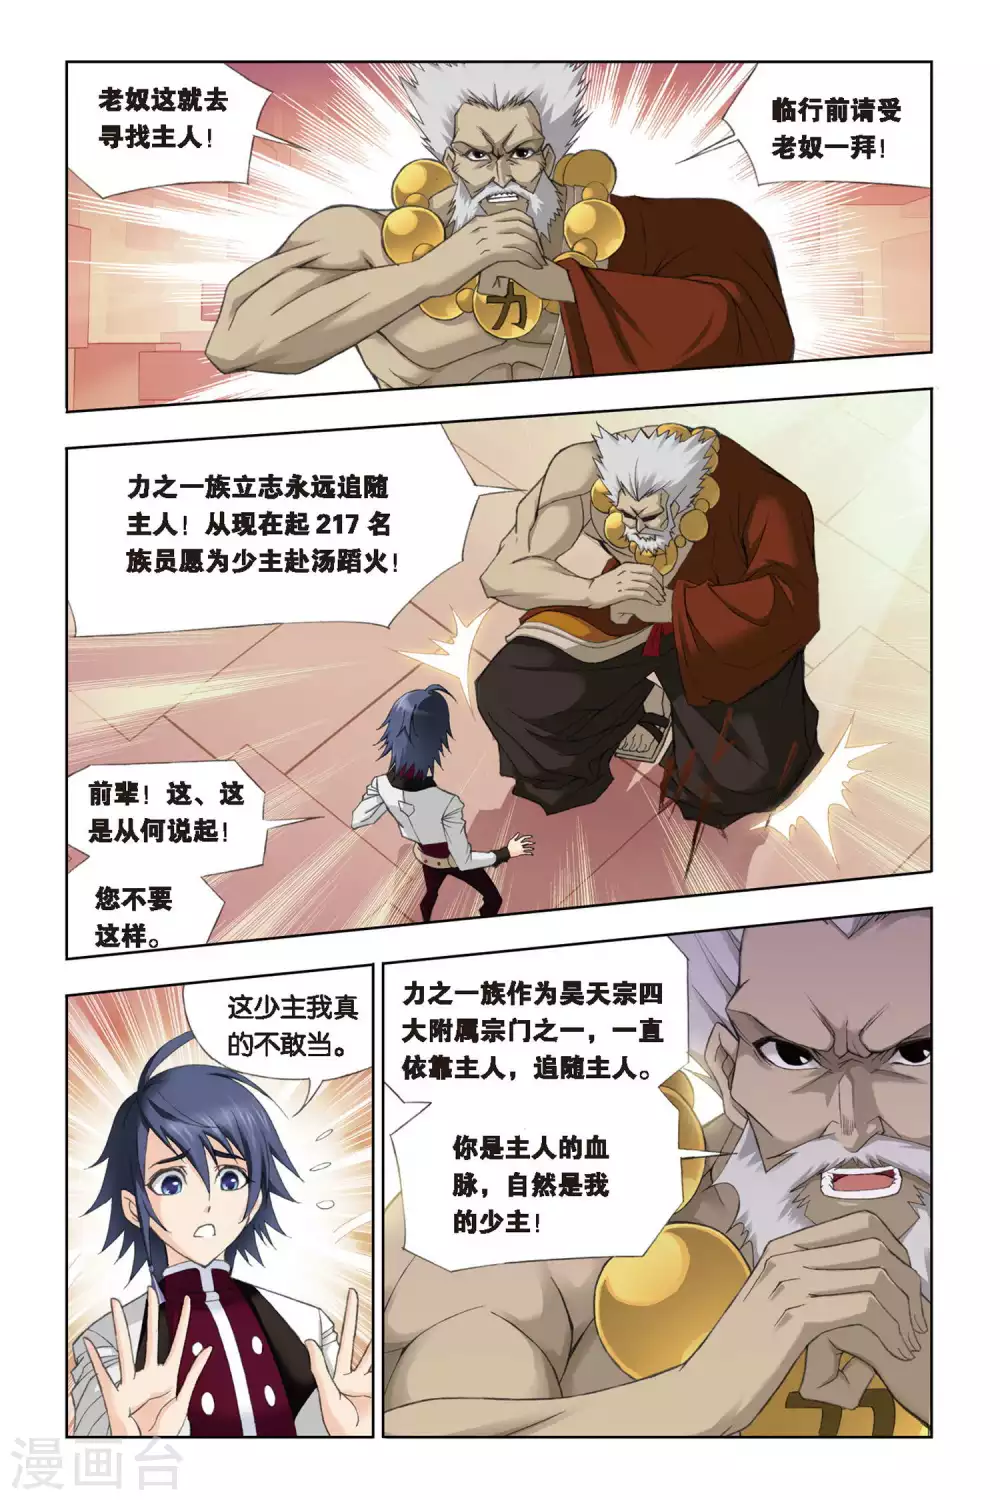 老奴这就去
寻找主人！
临行前请受
老奴一拜！
力
力之一族立志永远追随
主人！从现在起217名
族员愿为少主赴汤蹈火！
前辈！这、这
是从何说起！
您不要
这样。
这少主我真
的不敢当。
力之一族作为昊天宗四
大附属宗门之一，一直
依靠主人，追随主人。
你是主人的血
脉，自然是我
的少主！
力
漫画台